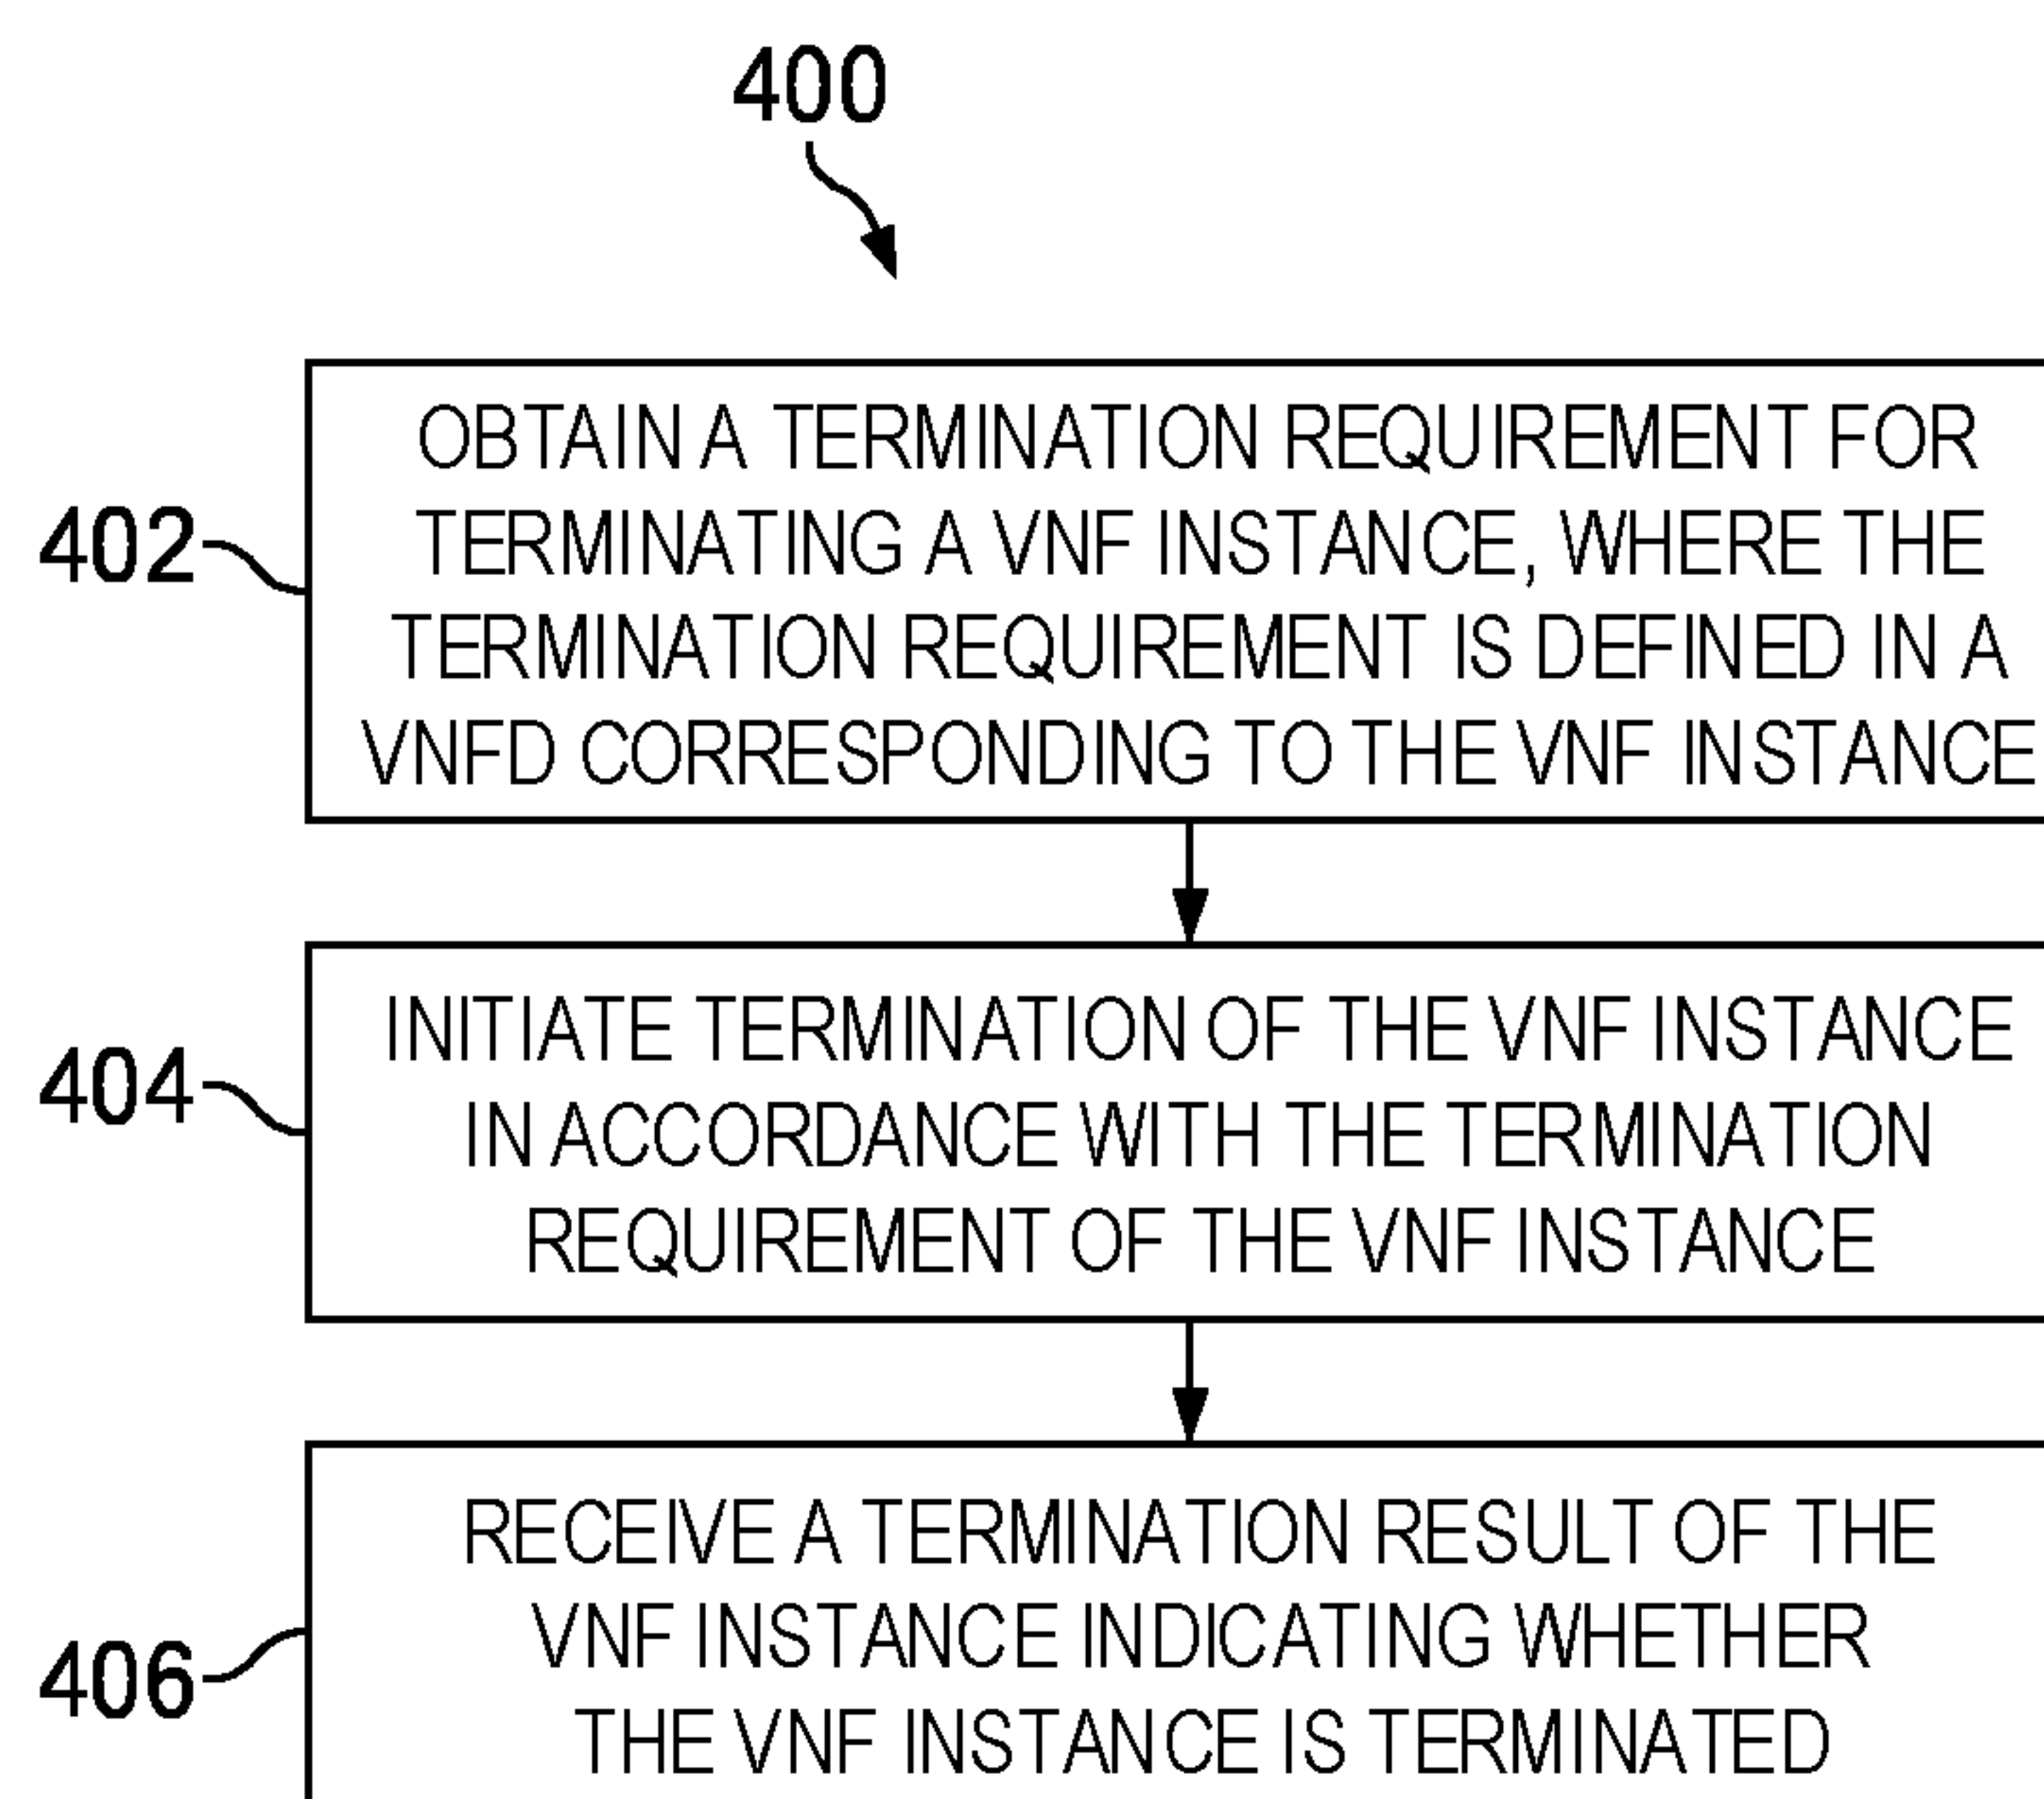 400
402
OBTAIN A TERMINATION REQUIREMENT FOR
TERMINATING A VNF INSTANCE, WHERE THE
TERMINATION REQUIREMENT IS DEFINED IN A
VNFD CORRESPONDING TO THE VNF INSTANCE
404
INITIATE TERMINATION OF THE VNF INSTANCE
IN ACCORDANCE WITH THE TERMINATION
REQUIREMENT OF THE VNF INSTANCE
406
RECEIVE A TERMINATION RESULT OF THE
VNF INSTANCE INDICATING WHETHER
THE VNF INSTANCE IS TERMINATED